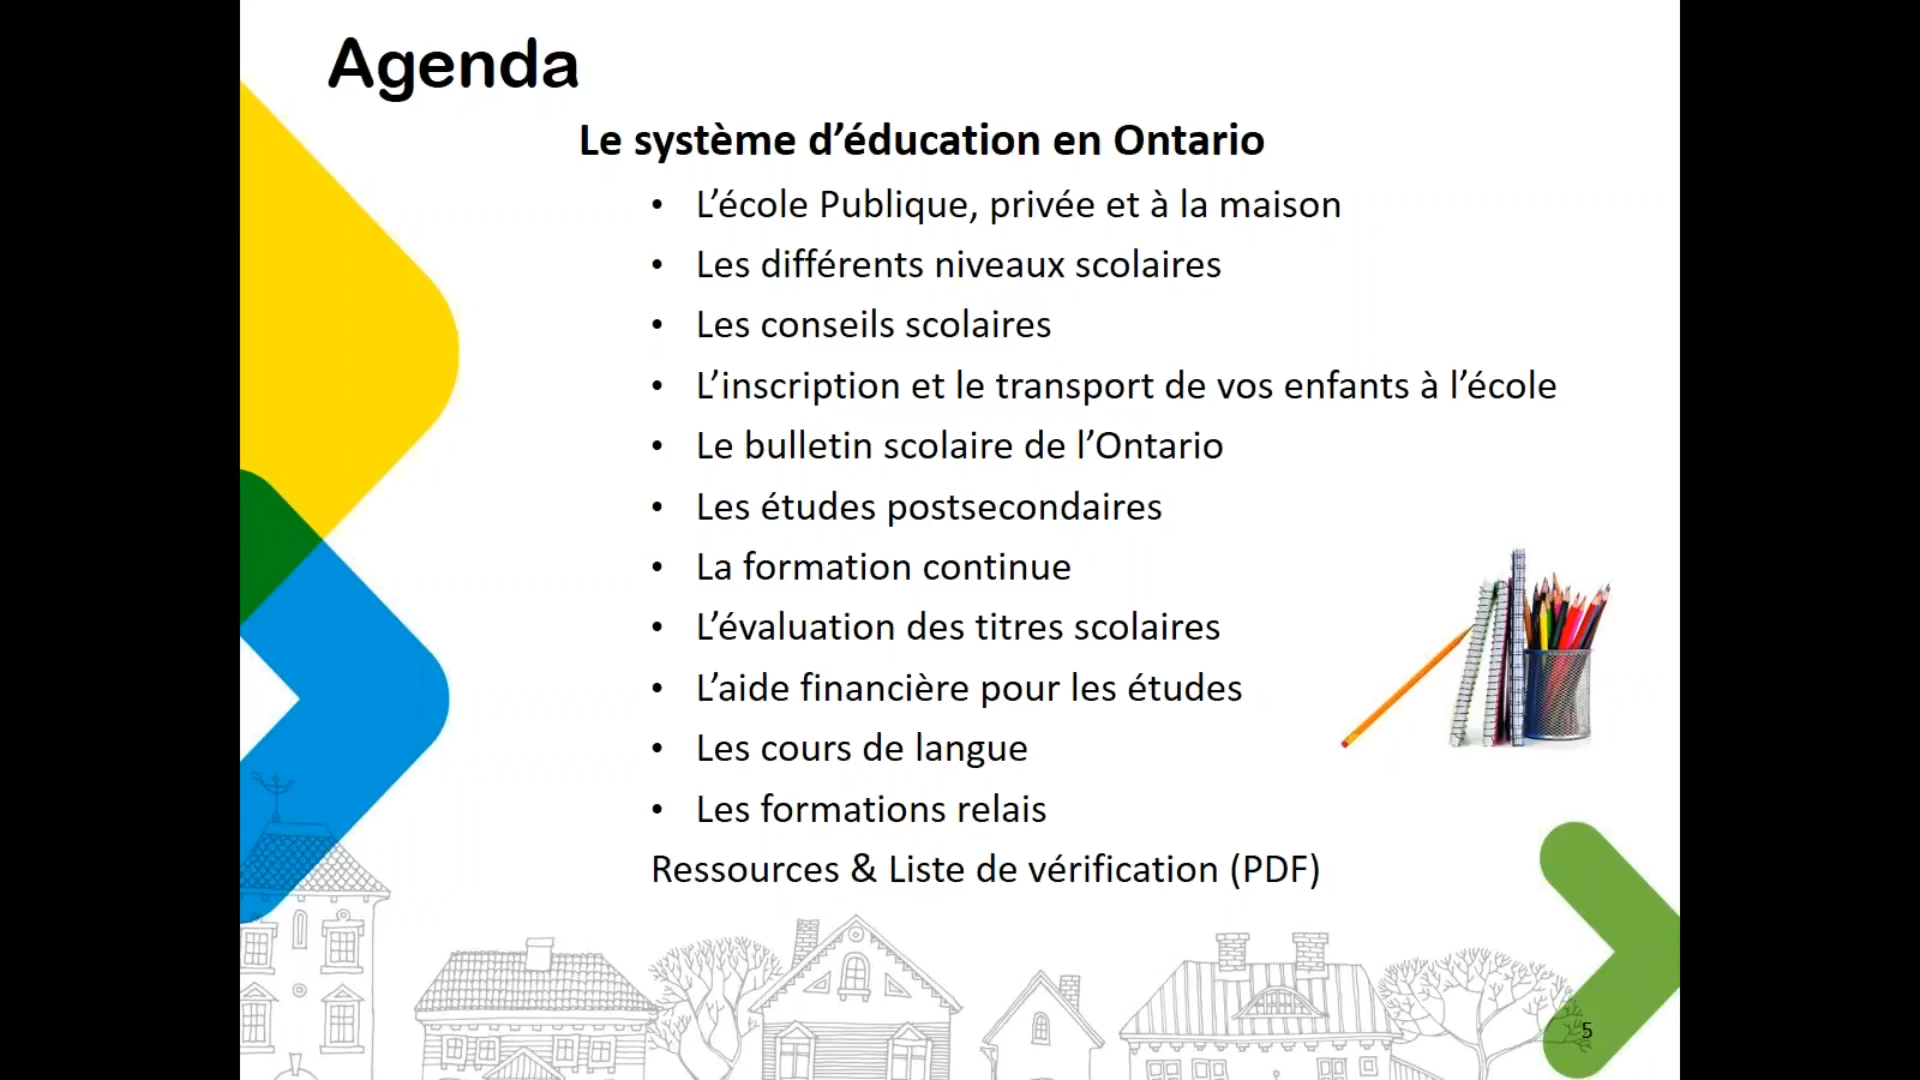 Agenda
Le système d’éducation en Ontario
• L’école Publique, privée et à la maison
• Les différents niveaux scolaires
• Les conseils scolaires
• L’inscription et le transport de vos enfants à l’école
• Le bulletin scolaire de l’Ontario
• Les études postsecondaires
• La formation continue
• L’évaluation des titres scolaires
• L’aide financière pour les études
• Les cours de langue
• Les formations relais
Ressources & Liste de vérification (PDF)
5